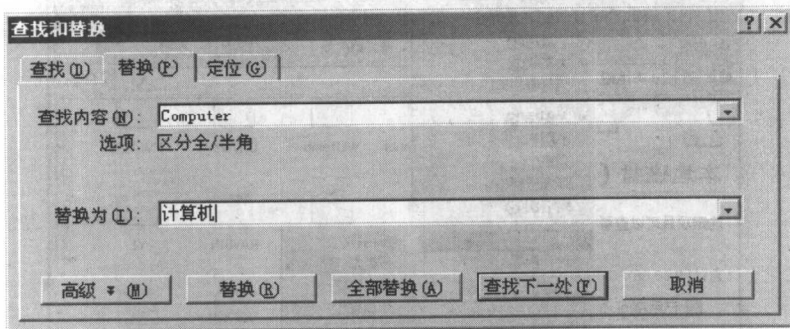 查找和替换
查找(D) 替换(P) 定位(G)
查找内容(N): Computer
选项: 区分全/半角
替换为(I): 计算机
高级 (M) 替换(R) 全部替换(A) 查找下一处(F) 取消